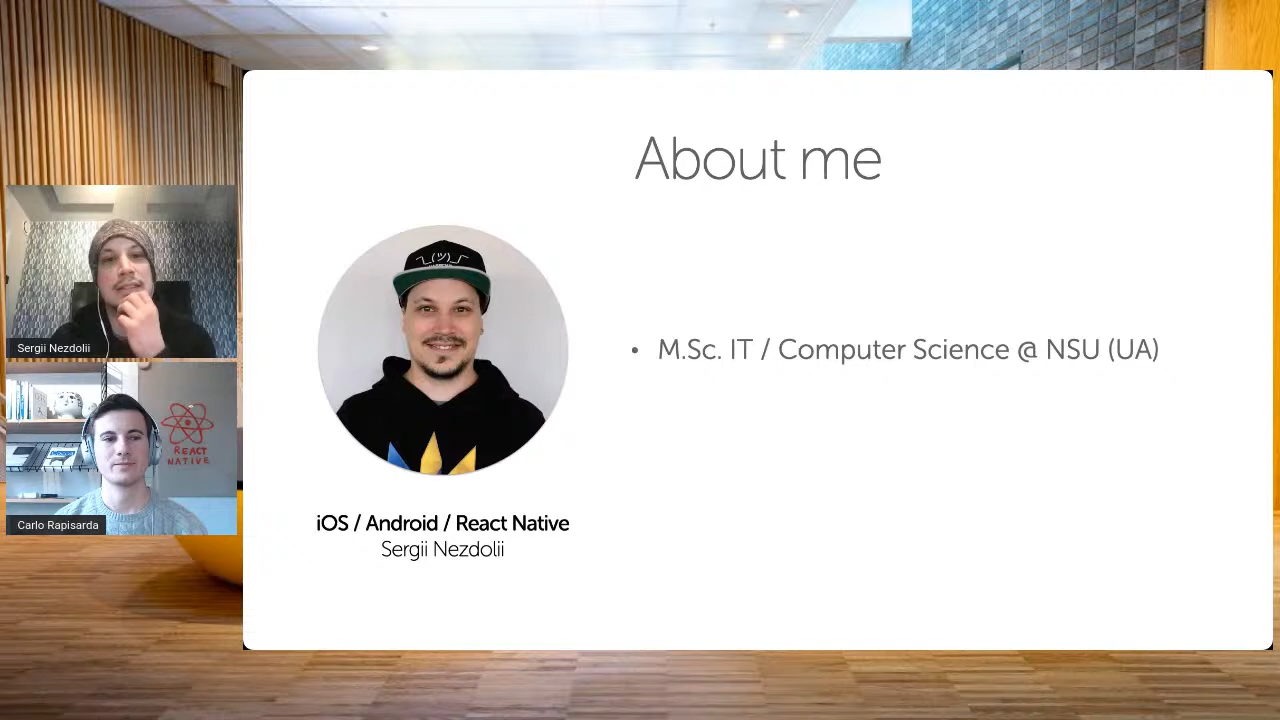 About me
¯\_(ツ)_/¯
• M.Sc. IT / Computer Science @ NSU (UA)
iOS / Android / React Native
Sergii Nezdolii
Sergii Nezdolii
REACT
NATIVE
Carlo Rapisarda